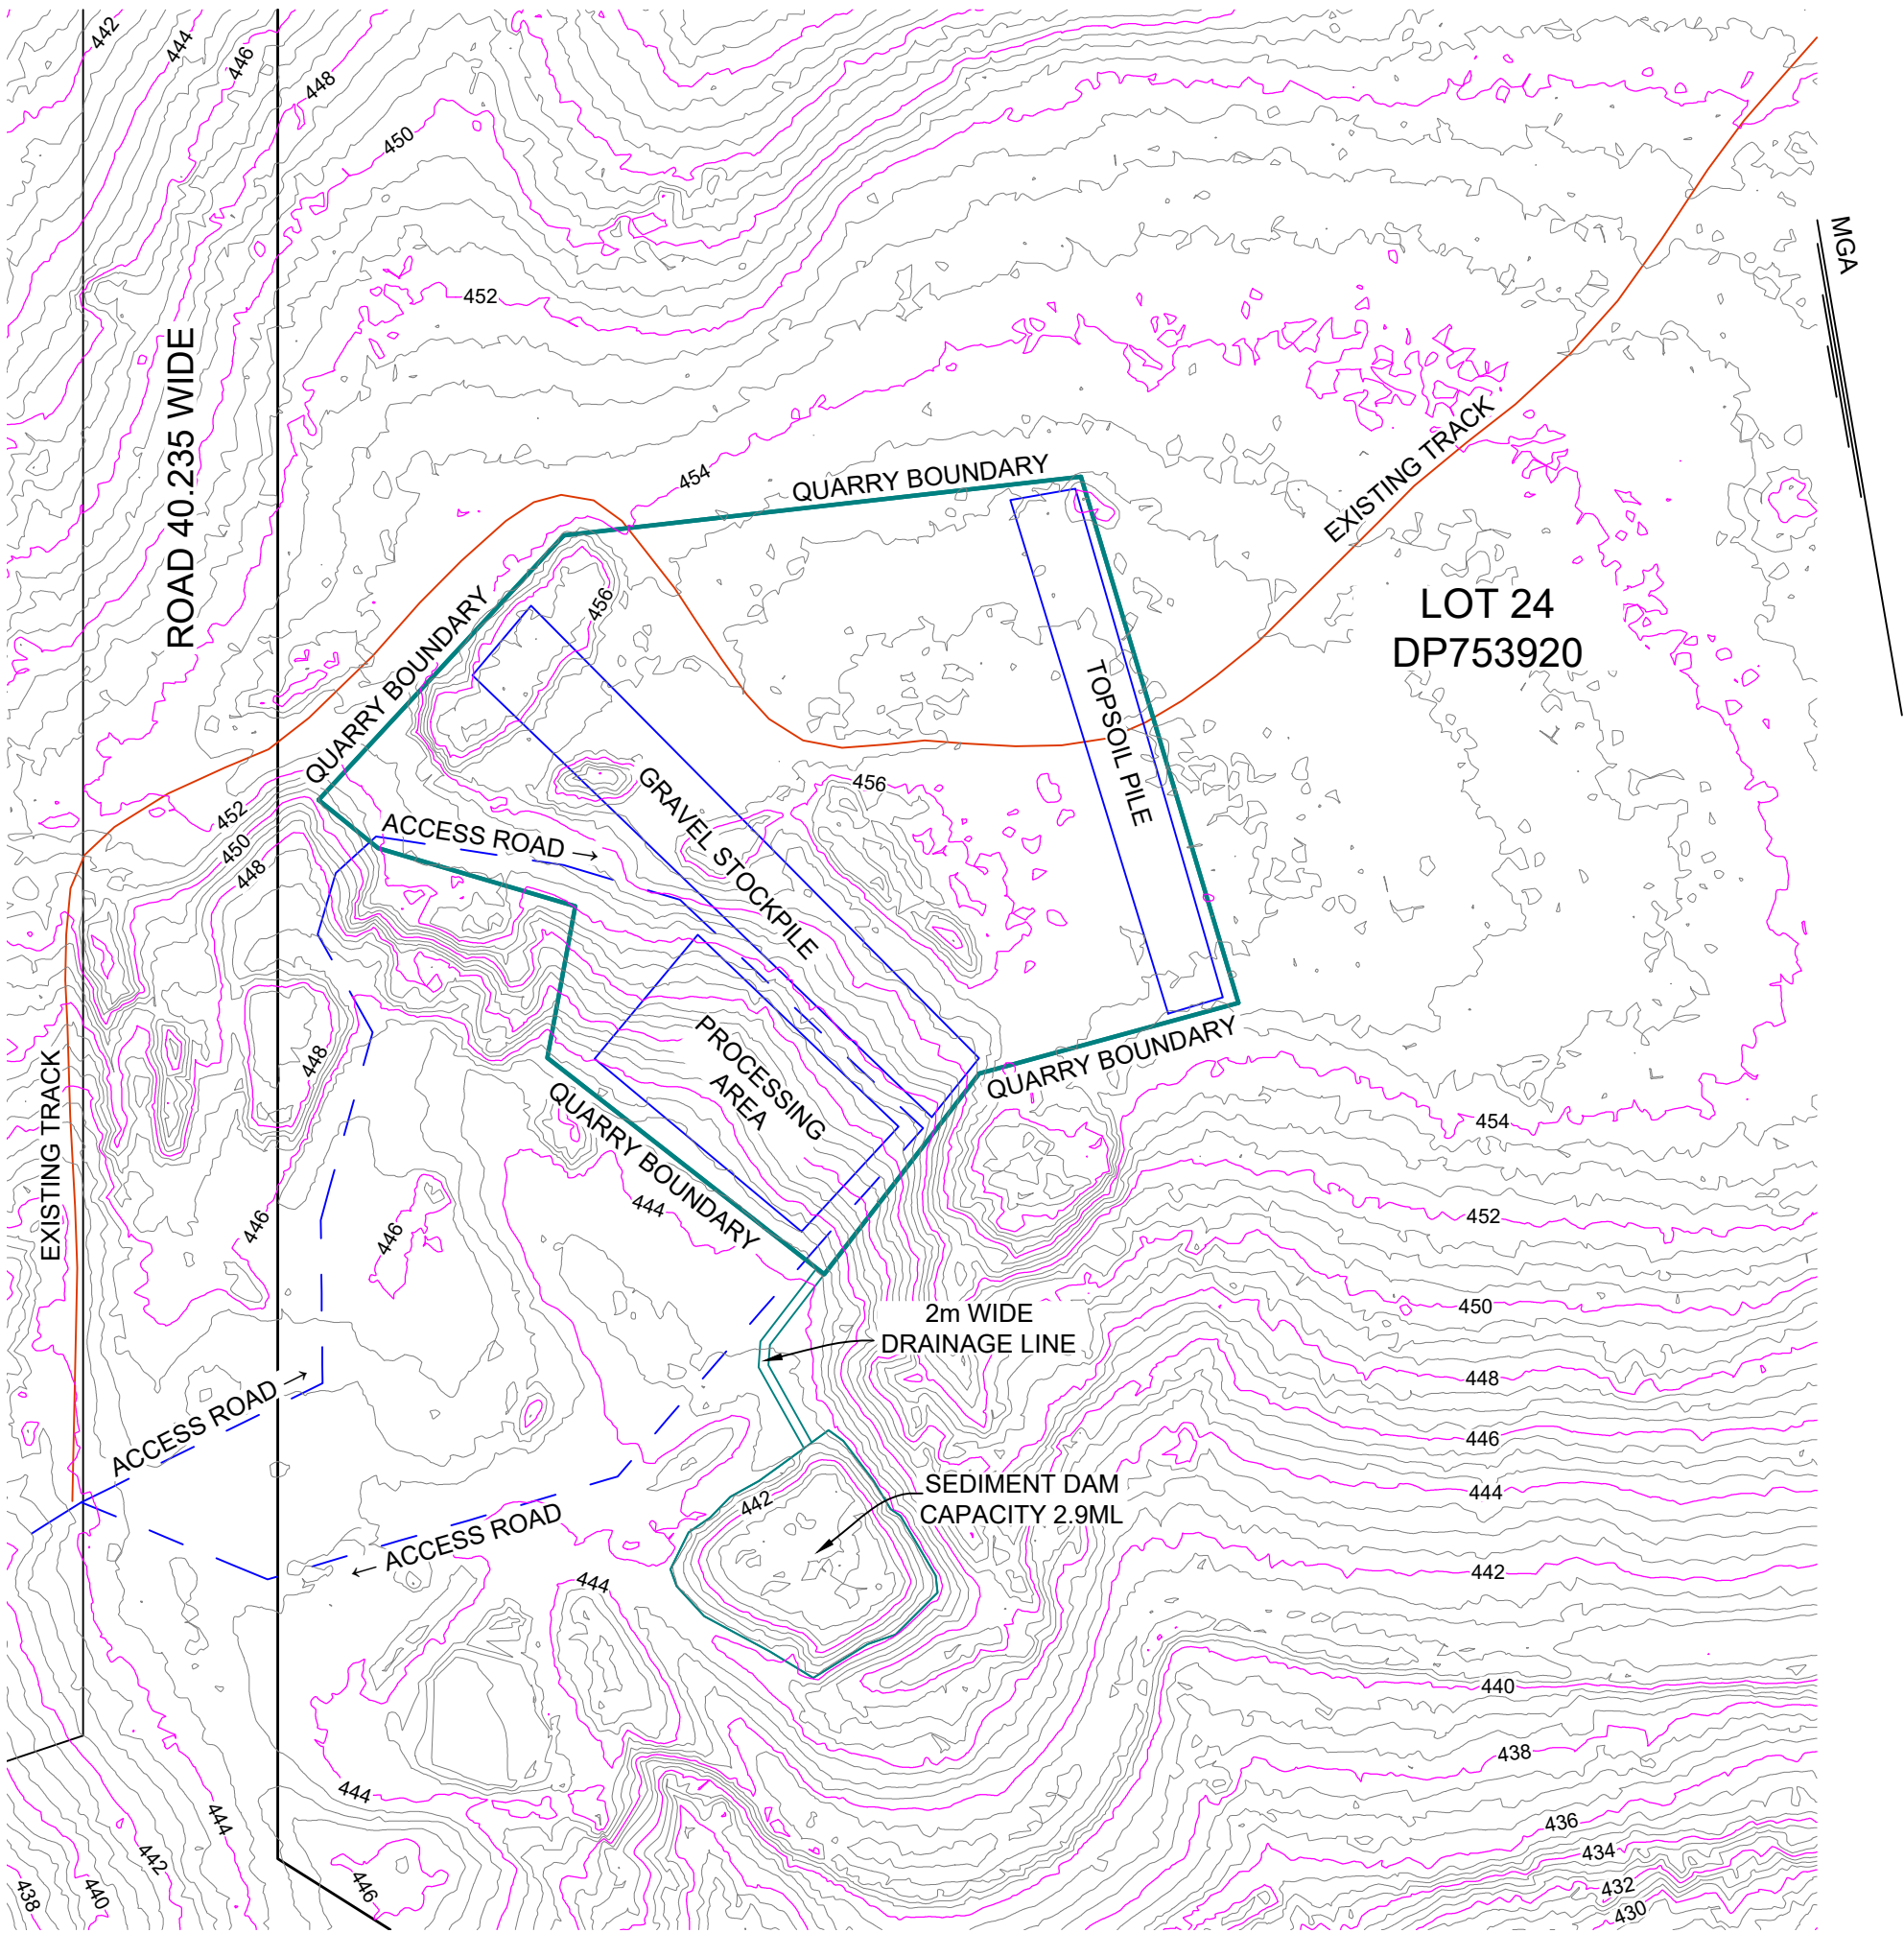 442
444
446
448
450
MGA
452
ROAD 40.235 WIDE
454
QUARRY BOUNDARY
EXISTING TRACK
LOT 24
DP753920
456
QUARRY BOUNDARY
TOPSOIL PILE
456
GRAVEL STOCKPILE
452
450
448
ACCESS ROAD →
448
PROCESSING
AREA
QUARRY BOUNDARY
QUARRY BOUNDARY
EXISTING TRACK
454
446
446
444
452
2m WIDE
DRAINAGE LINE
450
448
ACCESS ROAD →
446
SEDIMENT DAM
CAPACITY 2.9ML
442
444
← ACCESS ROAD
444
442
440
438
444
444
436
442
434
438
440
446
432
430